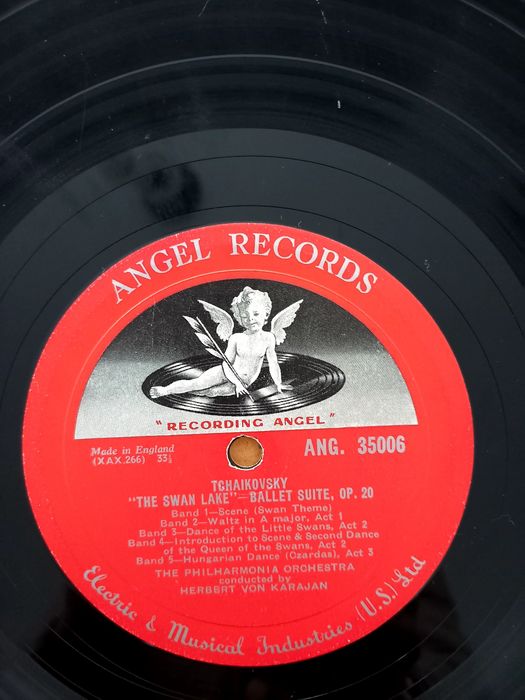 ANGEL RECORDS
"RECORDING ANGEL"
Made in England
(XAX.266) 33⅓
ANG. 35006
TCHAIKOVSKY
"THE SWAN LAKE"—BALLET SUITE, OP. 20
Band 1—Scene (Swan Theme)
Band 2—Waltz in A major, Act 1
Band 3—Dance of the Little Swans, Act 2
Band 4—Introduction to Scene & Second Dance
of the Queen of the Swans, Act 2
Band 5—Hungarian Dance (Czardas), Act 3
THE PHILHARMONIA ORCHESTRA
conducted by
HERBERT VON KARAJAN
Electric & Musical Industries (U.S.) Ltd